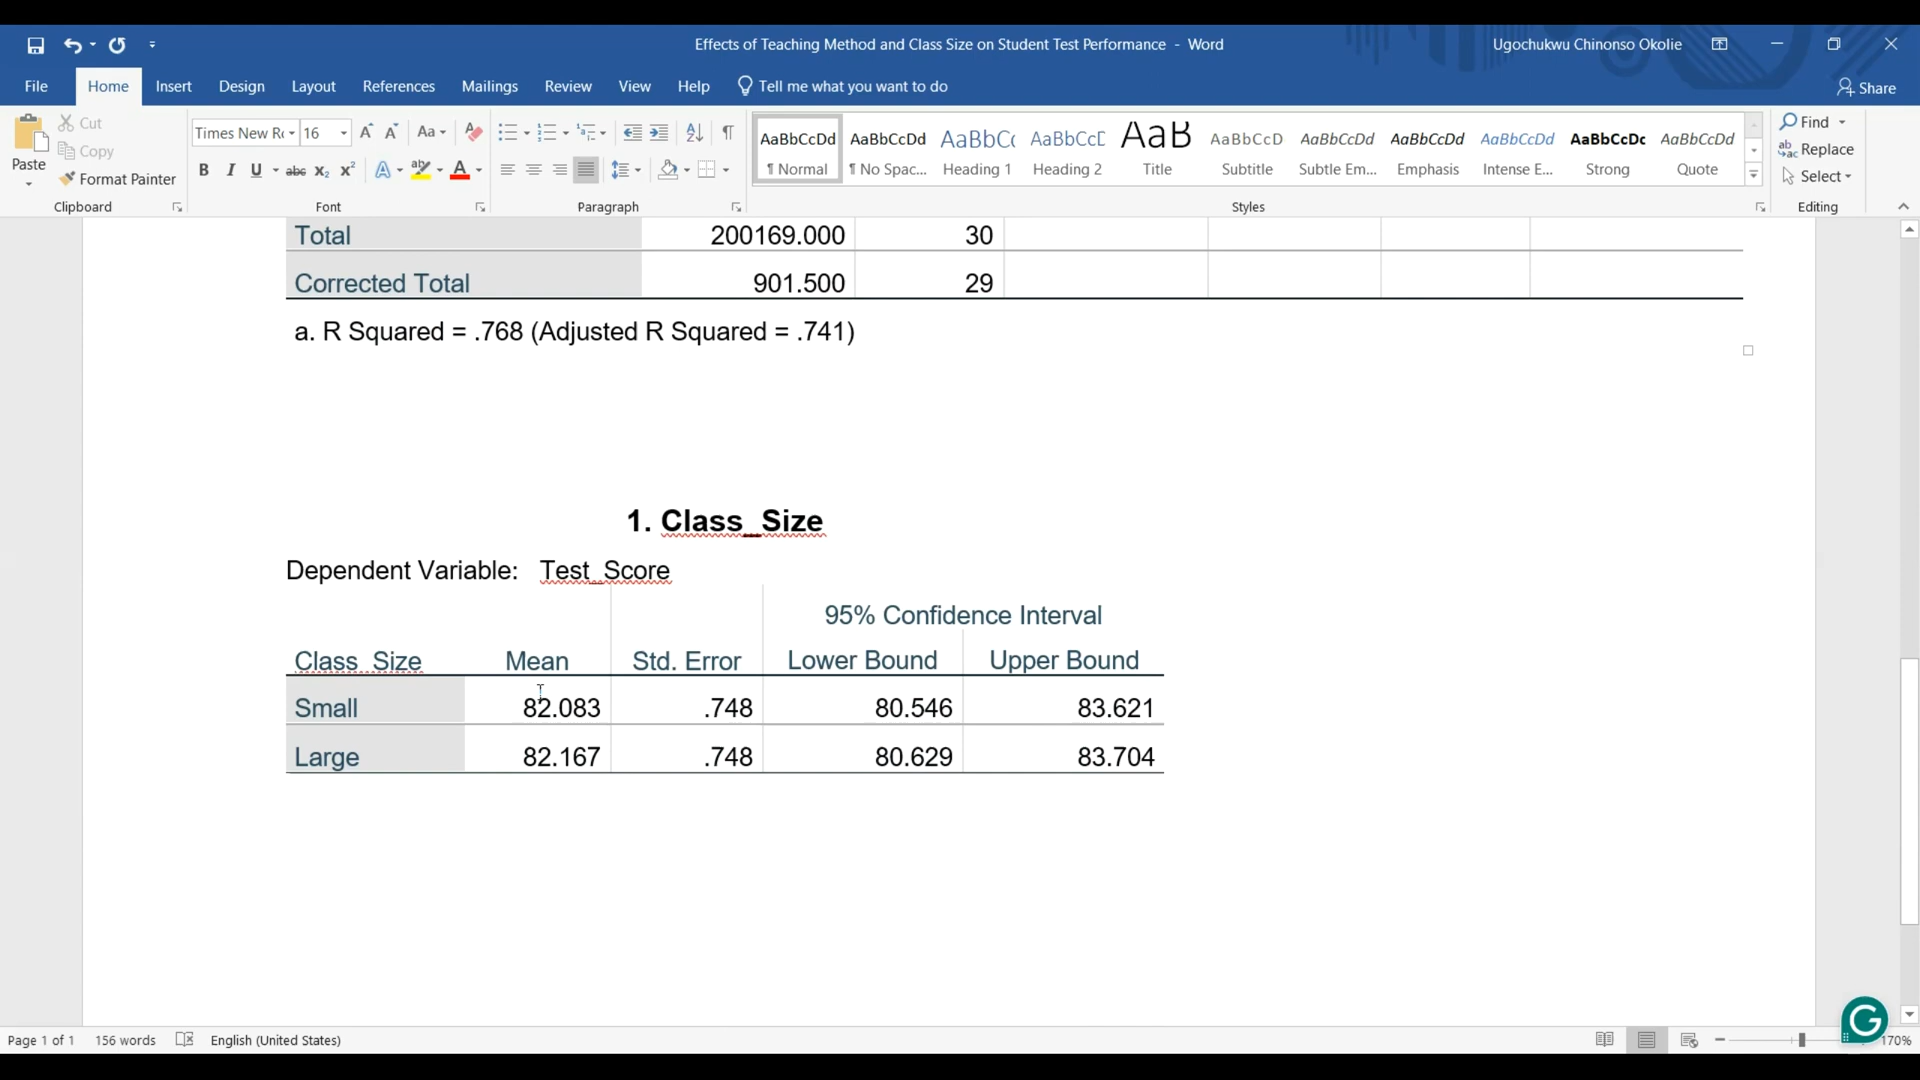 Effects of Teaching Method and Class Size on Student Test Performance - Word
Ugochukwu Chinonso Okolie
File Home Insert Design Layout References Mailings Review View Help Tell me what you want to do
Share
Paste
Cut
Copy
Format Painter
Clipboard
Times New R 16 Aa
B I U abc X₂ X² A ab A
Font
Paragraph
AaBbCcDd AaBbCcDd AaBbC AaBbCcD AaB AaBbCcD AaBbCcDd AaBbCcDd AaBbCcDd AaBbCcDc AaBbCcDd
¶ Normal ¶ No Spac... Heading 1 Heading 2 Title Subtitle Subtle Em... Emphasis Intense E... Strong Quote
Styles
Find
Replace
Select
Editing
Total 200169.000 30
Corrected Total 901.500 29
a. R Squared = .768 (Adjusted R Squared = .741)
1. Class_Size
Dependent Variable: Test_Score
95% Confidence Interval
Class_Size Mean Std. Error Lower Bound Upper Bound
Small 82.083 .748 80.546 83.621
Large 82.167 .748 80.629 83.704
G
Page 1 of 1 156 words English (United States)
170%